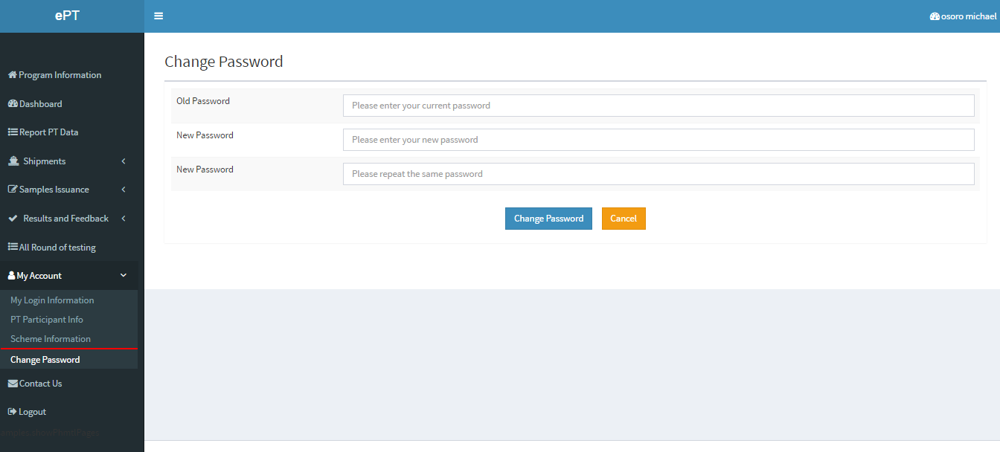 ePT
osoro michael
Program Information
Dashboard
Report PT Data
Shipments
Samples Issuance
Results and Feedback
All Round of testing
My Account
My Login Information
PT Participant Info
Scheme Information
Change Password
Contact Us
Logout
Change Password
Old Password
Please enter your current password
New Password
Please enter your new password
New Password
Please repeat the same password
Change Password
Cancel